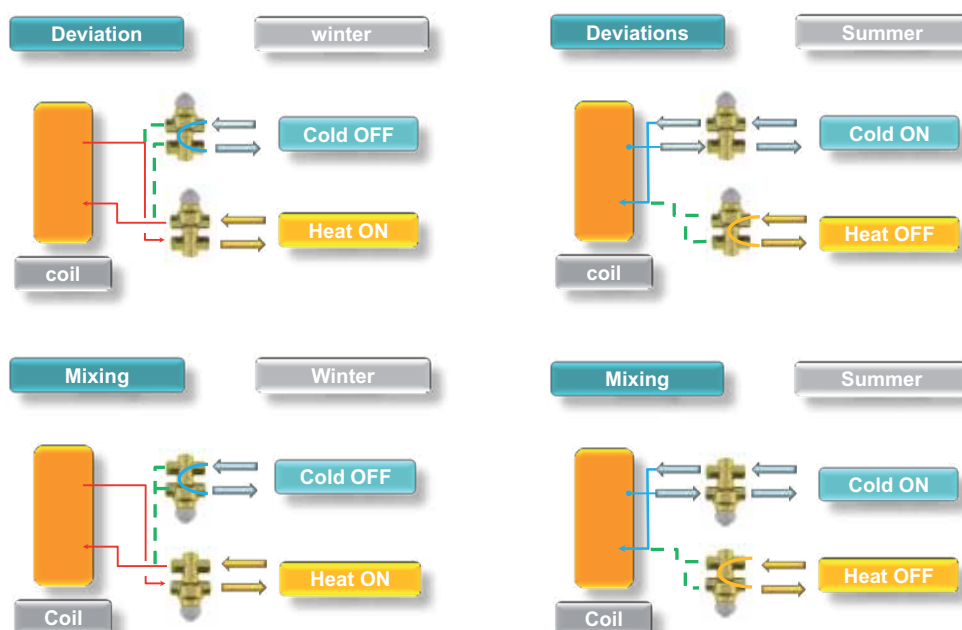 Deviation
winter
Cold OFF
Heat ON
coil
Deviations
Summer
Cold ON
Heat OFF
coil
Mixing
Winter
Cold OFF
Heat ON
Coil
Mixing
Summer
Cold ON
Heat OFF
Coil